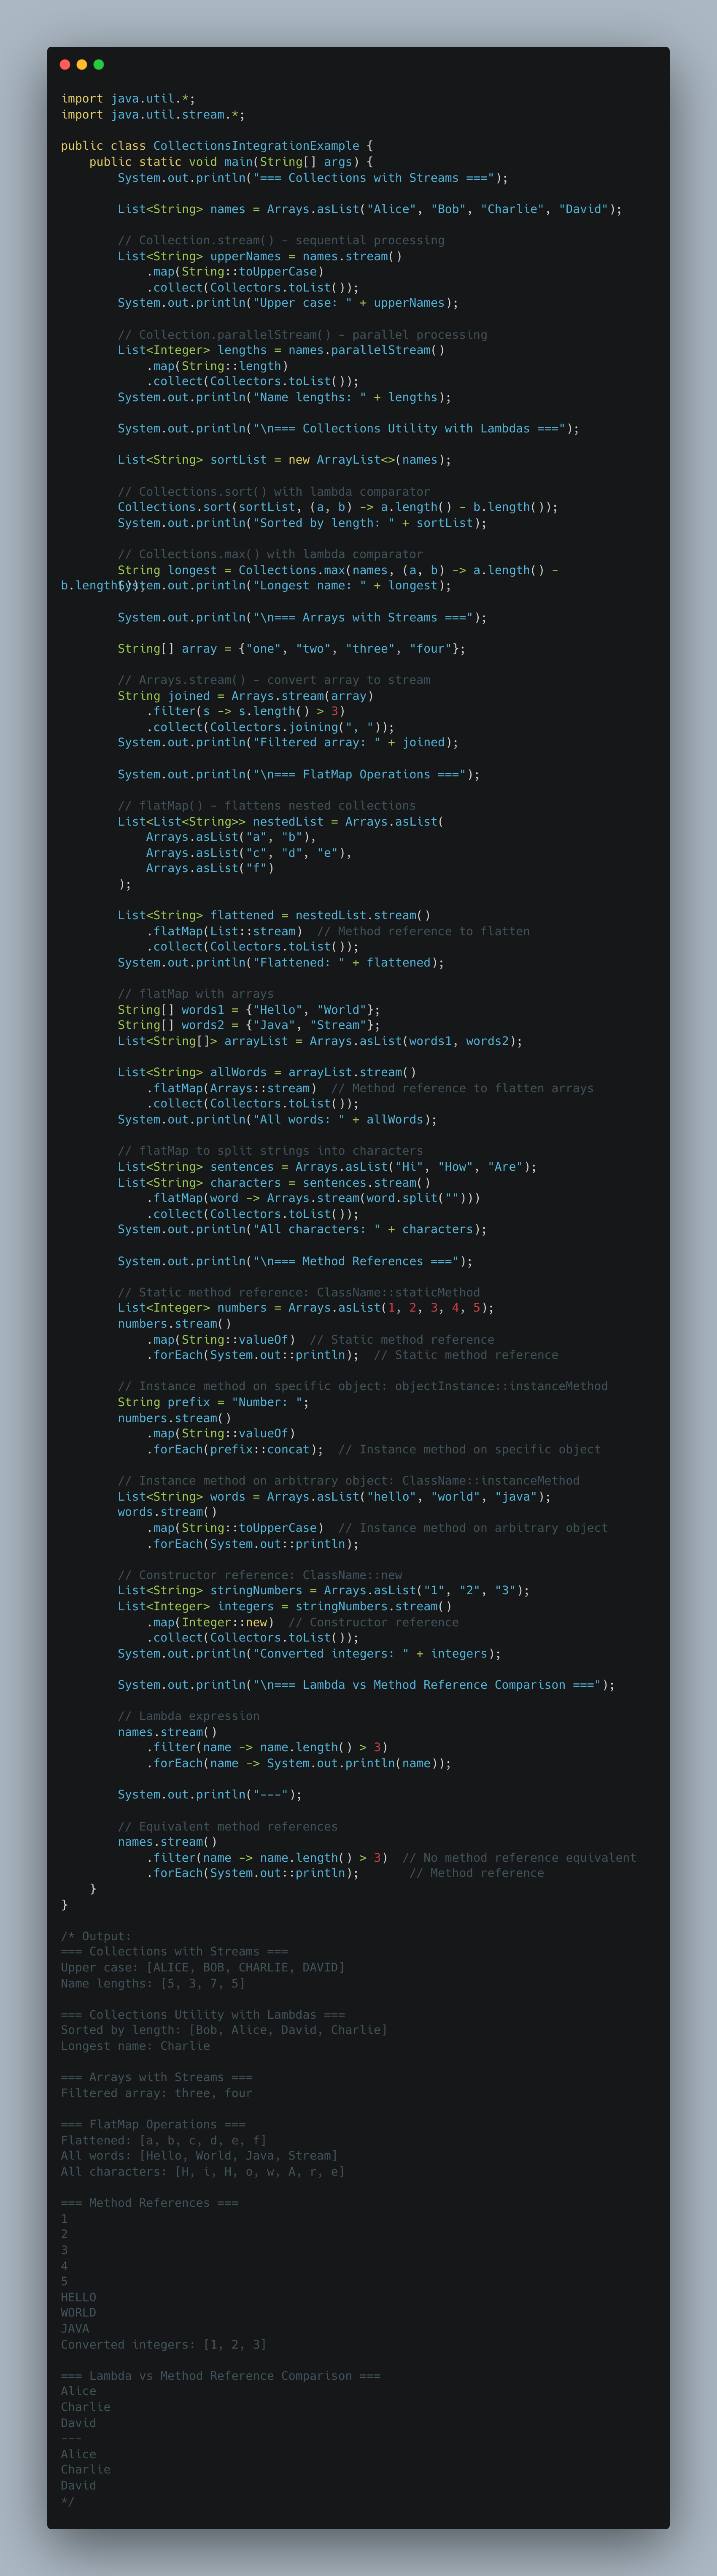 import java.util.*;
import java.util.stream.*;

public class CollectionsIntegrationExample {
    public static void main(String[] args) {
        System.out.println("=== Collections with Streams ===");

        List<String> names = Arrays.asList("Alice", "Bob", "Charlie", "David");

        // Collection.stream() - sequential processing
        List<String> upperNames = names.stream()
            .map(String::toUpperCase)
            .collect(Collectors.toList());
        System.out.println("Upper case: " + upperNames);

        // Collection.parallelStream() - parallel processing
        List<Integer> lengths = names.parallelStream()
            .map(String::length)
            .collect(Collectors.toList());
        System.out.println("Name lengths: " + lengths);

        System.out.println("\n=== Collections Utility with Lambdas ===");

        List<String> sortList = new ArrayList<>(names);

        // Collections.sort() with lambda comparator
        Collections.sort(sortList, (a, b) -> a.length() - b.length());
        System.out.println("Sorted by length: " + sortList);

        // Collections.max() with lambda comparator
        String longest = Collections.max(names, (a, b) -> a.length() -
b.length());
        System.out.println("Longest name: " + longest);

        System.out.println("\n=== Arrays with Streams ===");

        String[] array = {"one", "two", "three", "four"};

        // Arrays.stream() - convert array to stream
        String joined = Arrays.stream(array)
            .filter(s -> s.length() > 3)
            .collect(Collectors.joining(", "));
        System.out.println("Filtered array: " + joined);

        System.out.println("\n=== FlatMap Operations ===");

        // flatMap() - flattens nested collections
        List<List<String>> nestedList = Arrays.asList(
            Arrays.asList("a", "b"),
            Arrays.asList("c", "d", "e"),
            Arrays.asList("f")
        );

        List<String> flattened = nestedList.stream()
            .flatMap(List::stream)  // Method reference to flatten
            .collect(Collectors.toList());
        System.out.println("Flattened: " + flattened);

        // flatMap with arrays
        String[] words1 = {"Hello", "World"};
        String[] words2 = {"Java", "Stream"};
        List<String[]> arrayList = Arrays.asList(words1, words2);

        List<String> allWords = arrayList.stream()
            .flatMap(Arrays::stream)  // Method reference to flatten arrays
            .collect(Collectors.toList());
        System.out.println("All words: " + allWords);

        // flatMap to split strings into characters
        List<String> sentences = Arrays.asList("Hi", "How", "Are");
        List<String> characters = sentences.stream()
            .flatMap(word -> Arrays.stream(word.split("")))
            .collect(Collectors.toList());
        System.out.println("All characters: " + characters);

        System.out.println("\n=== Method References ===");

        // Static method reference: ClassName::staticMethod
        List<Integer> numbers = Arrays.asList(1, 2, 3, 4, 5);
        numbers.stream()
            .map(String::valueOf)  // Static method reference
            .forEach(System.out::println);  // Static method reference

        // Instance method on specific object: objectInstance::instanceMethod
        String prefix = "Number: ";
        numbers.stream()
            .map(String::valueOf)
            .forEach(prefix::concat);  // Instance method on specific object

        // Instance method on arbitrary object: ClassName::instanceMethod
        List<String> words = Arrays.asList("hello", "world", "java");
        words.stream()
            .map(String::toUpperCase)  // Instance method on arbitrary object
            .forEach(System.out::println);

        // Constructor reference: ClassName::new
        List<String> stringNumbers = Arrays.asList("1", "2", "3");
        List<Integer> integers = stringNumbers.stream()
            .map(Integer::new)  // Constructor reference
            .collect(Collectors.toList());
        System.out.println("Converted integers: " + integers);

        System.out.println("\n=== Lambda vs Method Reference Comparison ===");

        // Lambda expression
        names.stream()
            .filter(name -> name.length() > 3)
            .forEach(name -> System.out.println(name));

        System.out.println("---");

        // Equivalent method references
        names.stream()
            .filter(name -> name.length() > 3)  // No method reference equivalent
            .forEach(System.out::println);       // Method reference
    }
}

/* Output:
=== Collections with Streams ===
Upper case: [ALICE, BOB, CHARLIE, DAVID]
Name lengths: [5, 3, 7, 5]

=== Collections Utility with Lambdas ===
Sorted by length: [Bob, Alice, David, Charlie]
Longest name: Charlie

=== Arrays with Streams ===
Filtered array: three, four

=== FlatMap Operations ===
Flattened: [a, b, c, d, e, f]
All words: [Hello, World, Java, Stream]
All characters: [H, i, H, o, w, A, r, e]

=== Method References ===
1
2
3
4
5
HELLO
WORLD
JAVA
Converted integers: [1, 2, 3]

=== Lambda vs Method Reference Comparison ===
Alice
Charlie
David
---
Alice
Charlie
David
*/